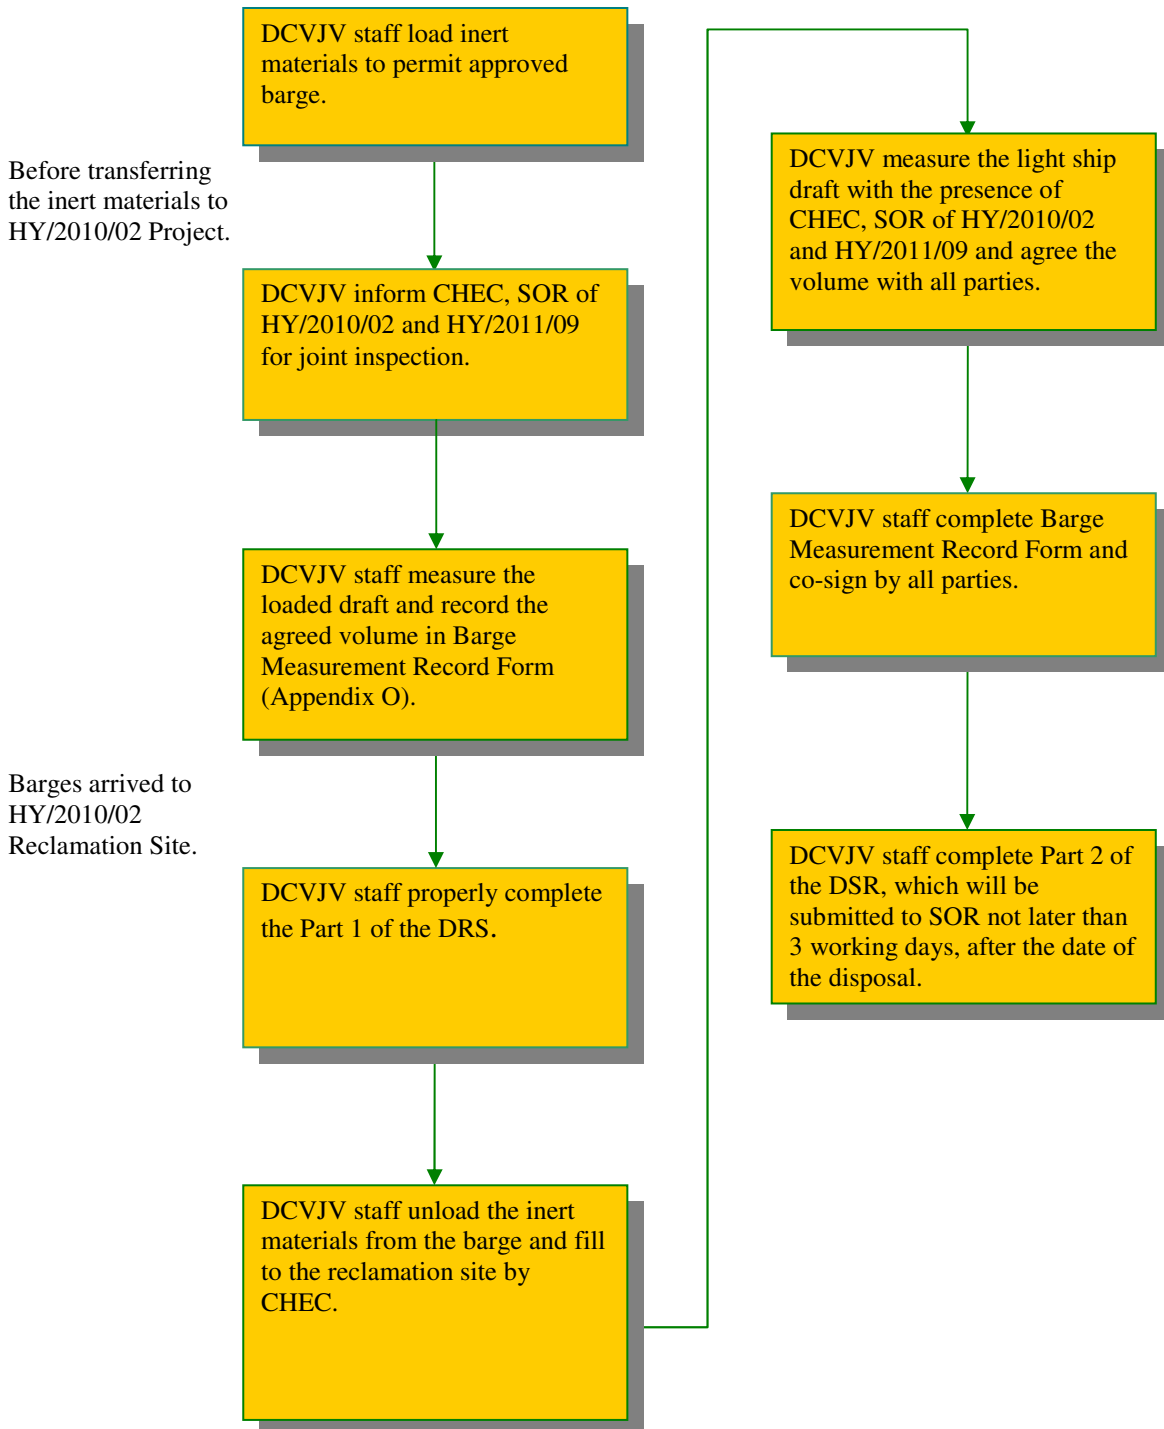 DCVJV staff load inert
materials to permit approved
barge.
Before transferring
the inert materials to
HY/2010/02 Project.
DCVJV inform CHEC, SOR of
HY/2010/02 and HY/2011/09
for joint inspection.
DCVJV staff measure the
loaded draft and record the
agreed volume in Barge
Measurement Record Form
(Appendix O).
Barges arrived to
HY/2010/02
Reclamation Site.
DCVJV staff properly complete
the Part 1 of the DRS.
DCVJV staff unload the inert
materials from the barge and fill
to the reclamation site by
CHEC.
DCVJV measure the light ship
draft with the presence of
CHEC, SOR of HY/2010/02
and HY/2011/09 and agree the
volume with all parties.
DCVJV staff complete Barge
Measurement Record Form and
co-sign by all parties.
DCVJV staff complete Part 2 of
the DSR, which will be
submitted to SOR not later than
3 working days, after the date of
the disposal.